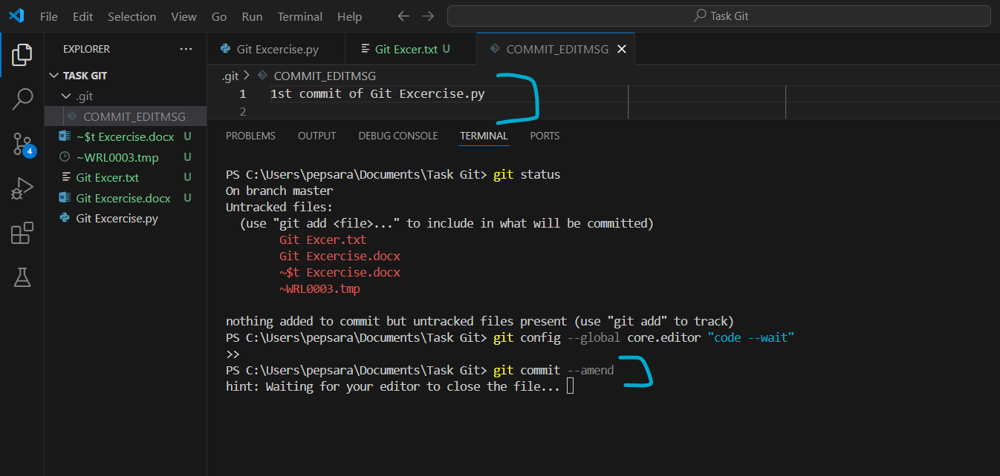 File Edit Selection View Go Run Terminal Help ← → Task Git
EXPLORER ...
Git Excercise.py
Git Excer.txt U
COMMIT_EDITMSG
TASK GIT
.git
COMMIT_EDITMSG
~$t Excercise.docx U
~WRL0003.tmp U
Git Excer.txt U
Git Excercise.docx U
Git Excercise.py
4
.git > COMMIT_EDITMSG
1 1st commit of Git Excercise.py
2
PROBLEMS OUTPUT DEBUG CONSOLE TERMINAL PORTS
PS C:\Users\pepsara\Documents\Task Git> git status
On branch master
Untracked files:
(use "git add <file>..." to include in what will be committed)
Git Excer.txt
Git Excercise.docx
~$t Excercise.docx
~WRL0003.tmp
nothing added to commit but untracked files present (use "git add" to track)
PS C:\Users\pepsara\Documents\Task Git> git config --global core.editor "code --wait"
>>
PS C:\Users\pepsara\Documents\Task Git> git commit --amend
hint: Waiting for your editor to close the file...